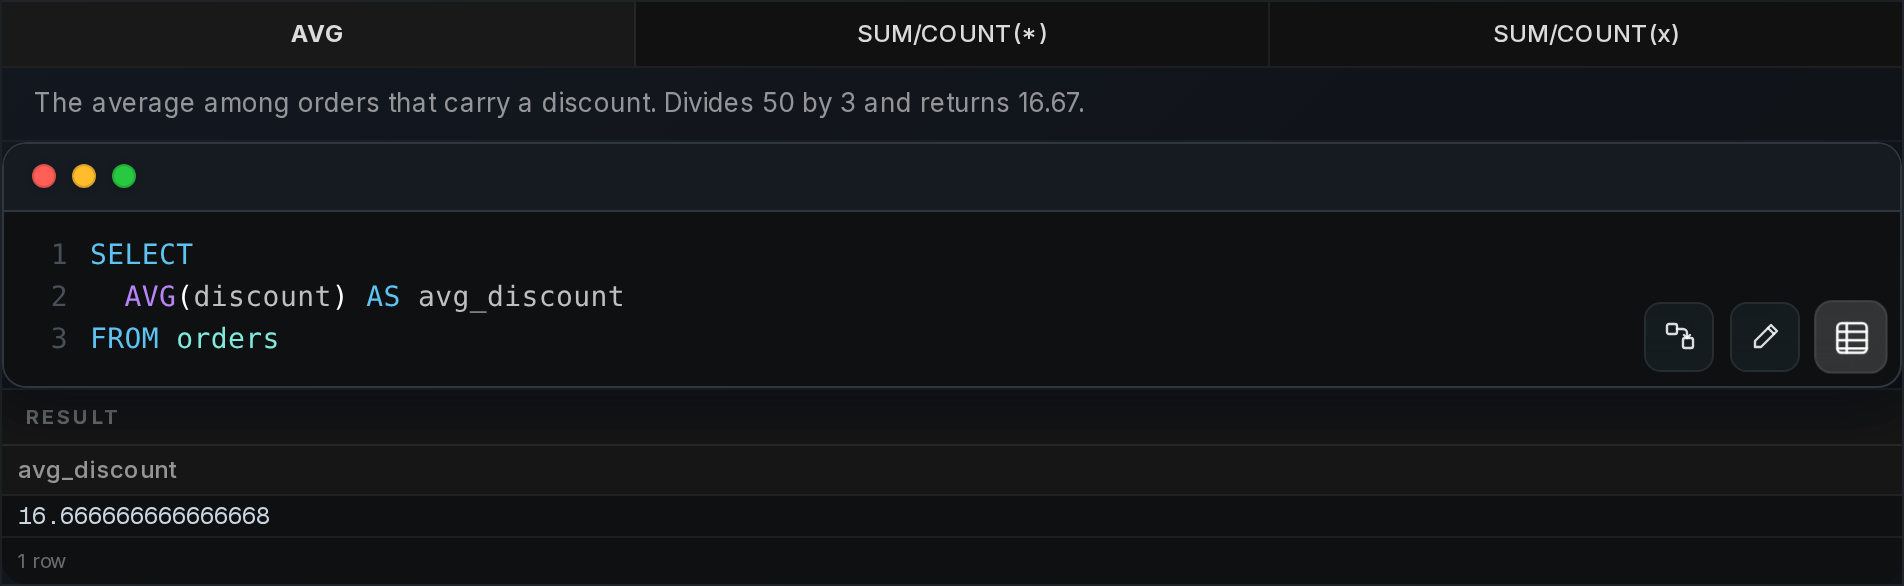 AVG
SUM/COUNT(*)
SUM/COUNT(x)
The average among orders that carry a discount. Divides 50 by 3 and returns 16.67.
1 SELECT
2   AVG(discount) AS avg_discount
3 FROM orders
RESULT
avg_discount
16.666666666666668
1 row